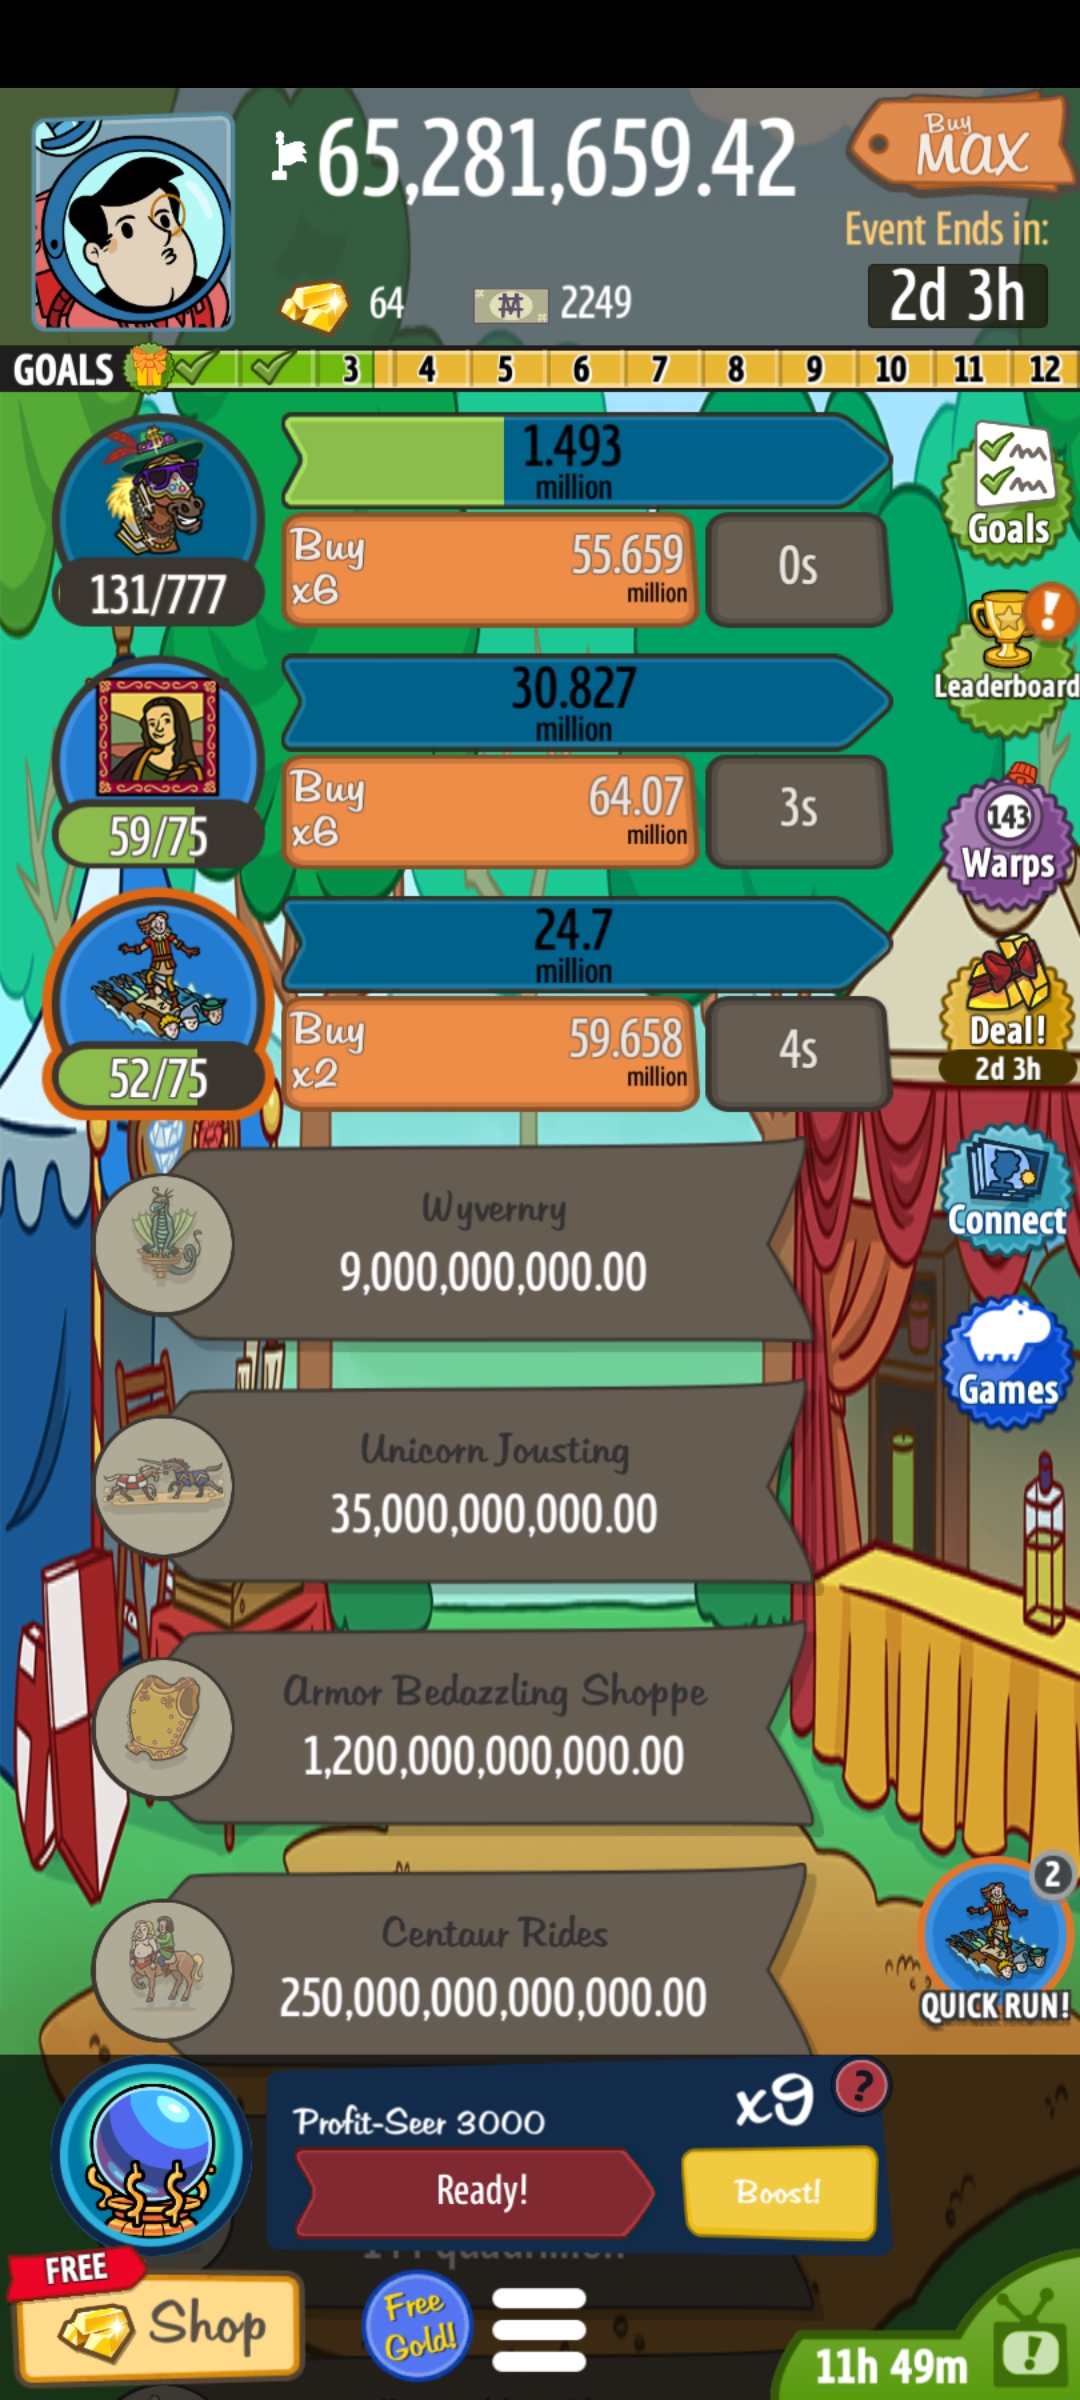 65,281,659.42
Buy
MAX
Event Ends in:
2d 3h
64
2249
GOALS
3 4 5 6 7 8 9 10 11 12
1.493
million
Buy
x6
55.659
million
0s
131/777
30.827
million
Buy
x6
64.07
million
3s
59/75
24.7
million
Buy
x2
59.658
million
4s
52/75
Goals
!
Leaderboard
143
Warps
Deal!
2d 3h
Connect
Games
Wyvernry
9,000,000,000.00
Unicorn Jousting
35,000,000,000.00
Armor Bedazzling Shoppe
1,200,000,000,000.00
Centaur Rides
250,000,000,000,000.00
2
QUICK RUN!
Profit-Seer 3000
x9
?
Ready!
Boost!
FREE
Shop
Free
Gold!
11h 49m
!